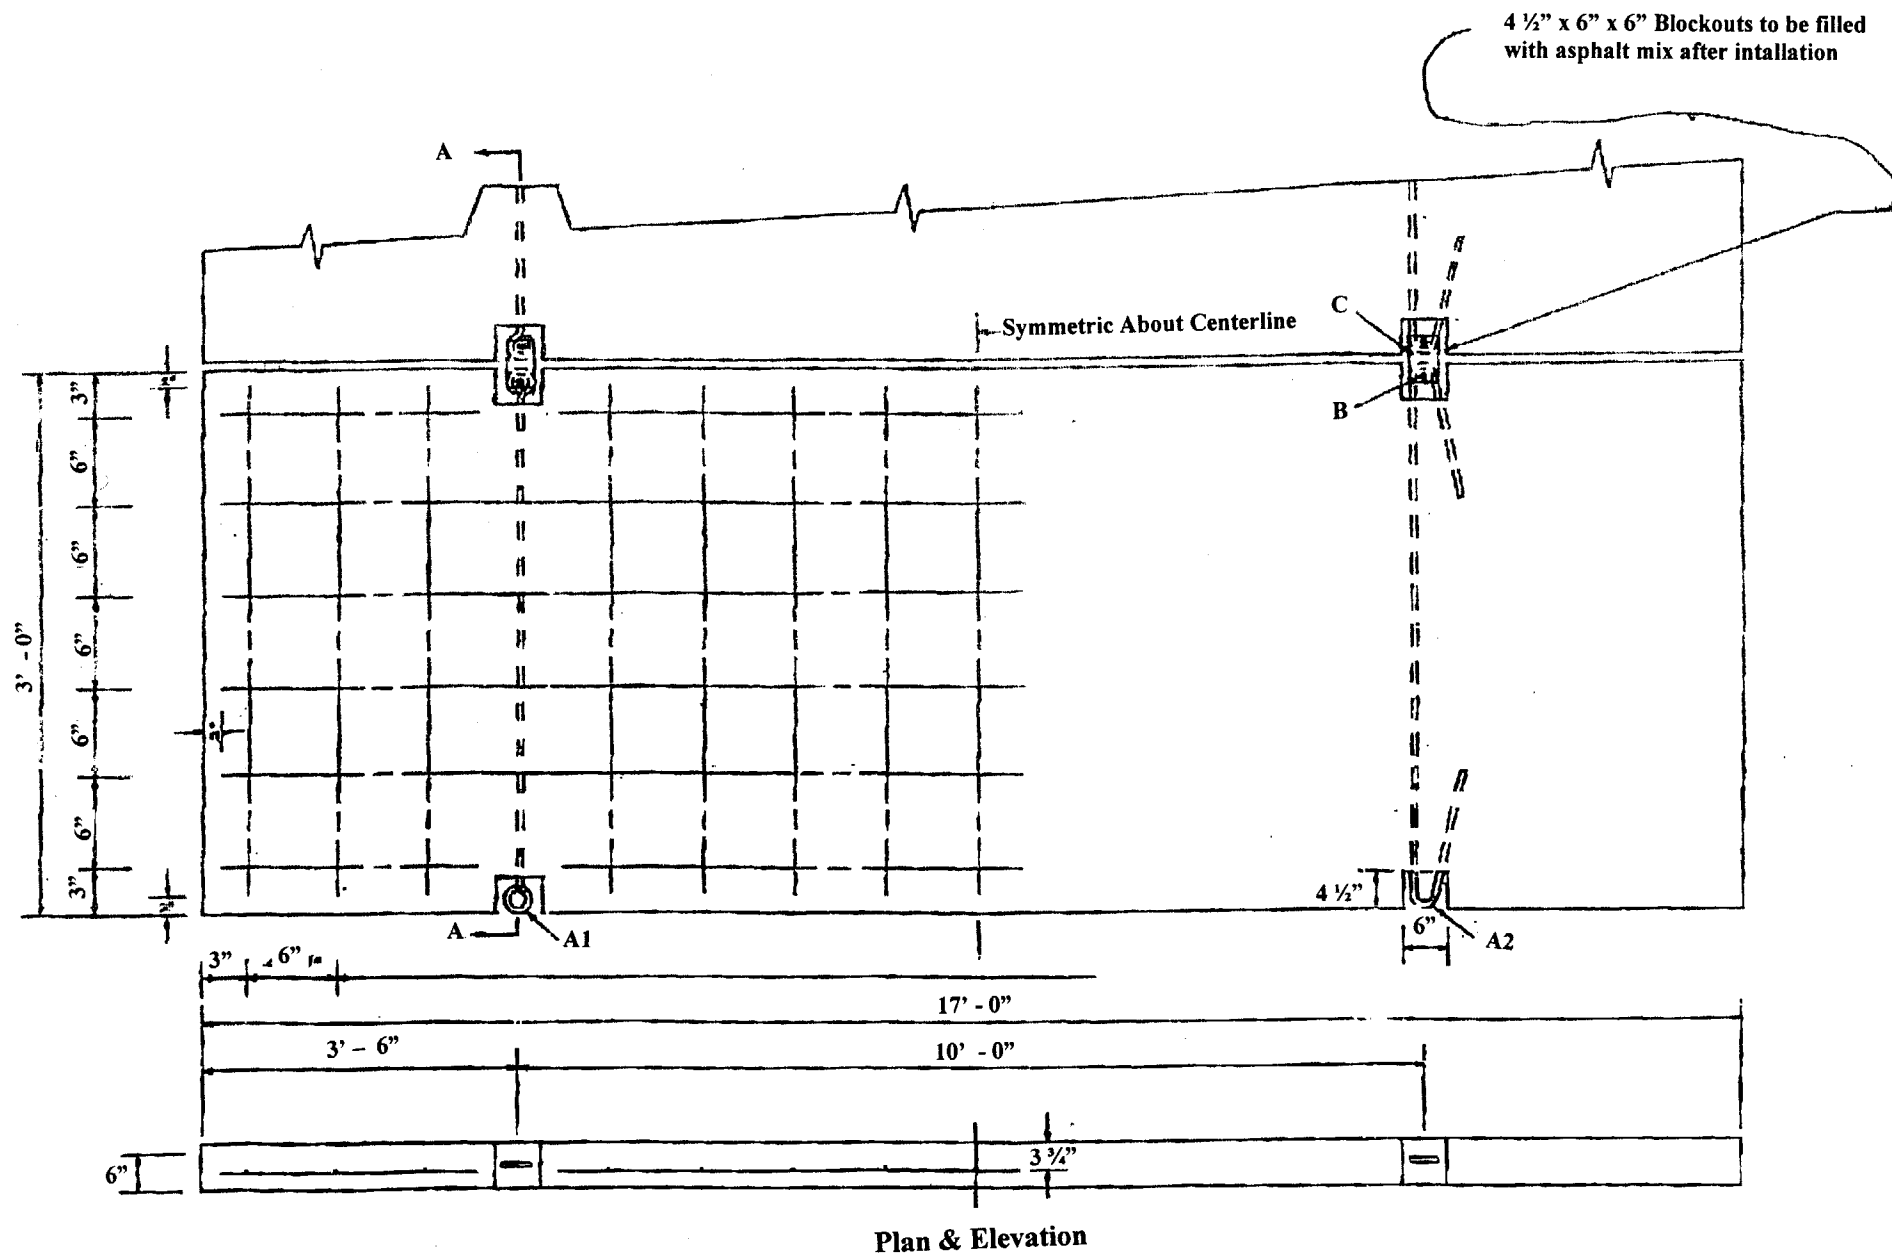 4 ½” x 6” x 6” Blockouts to be filled
with asphalt mix after intallation
A
C
Symmetric About Centerline
B
3”
6”
6”
6”
6”
6”
3”
3’ - 0”
4 ½”
6”
A
A1
A2
3”
6”
17’ - 0”
3’ – 6”
10’ - 0”
6”
3 ¾”
Plan & Elevation